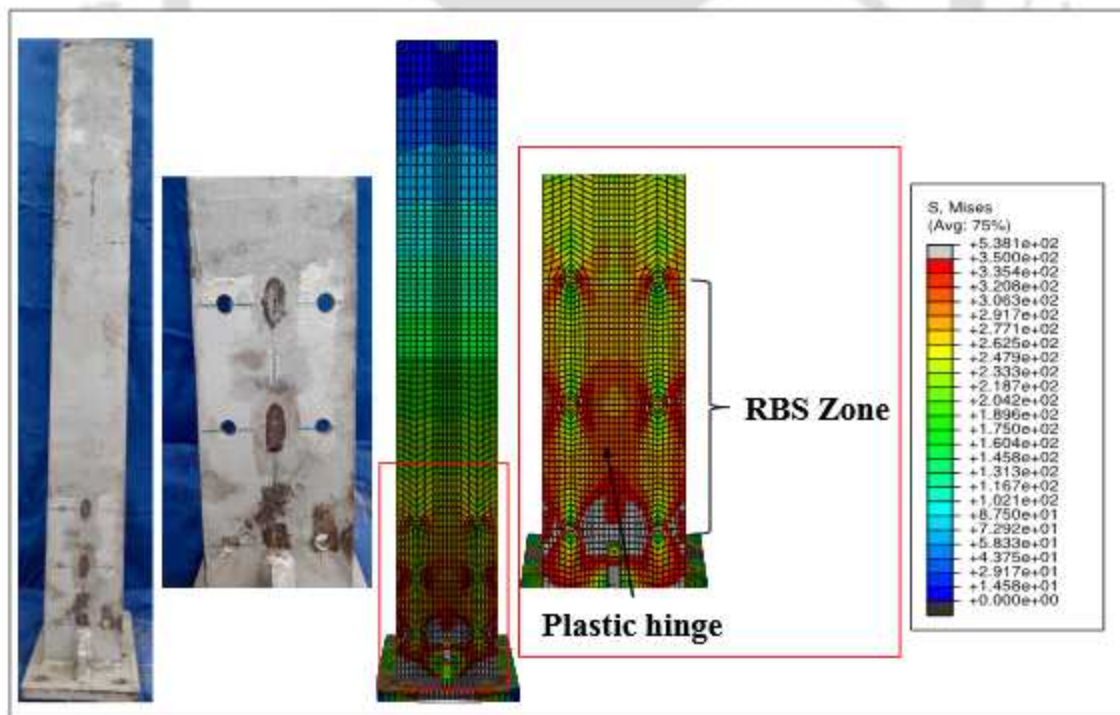 RBS Zone
Plastic hinge
S, Mises
(Avg: 75%)
+5.381e+02
+3.500e+02
+3.354e+02
+3.208e+02
+3.063e+02
+2.917e+02
+2.771e+02
+2.625e+02
+2.479e+02
+2.333e+02
+2.187e+02
+2.042e+02
+1.896e+02
+1.750e+02
+1.604e+02
+1.458e+02
+1.313e+02
+1.167e+02
+1.021e+02
+8.750e+01
+7.292e+01
+5.833e+01
+4.375e+01
+2.917e+01
+1.458e+01
+0.000e+00